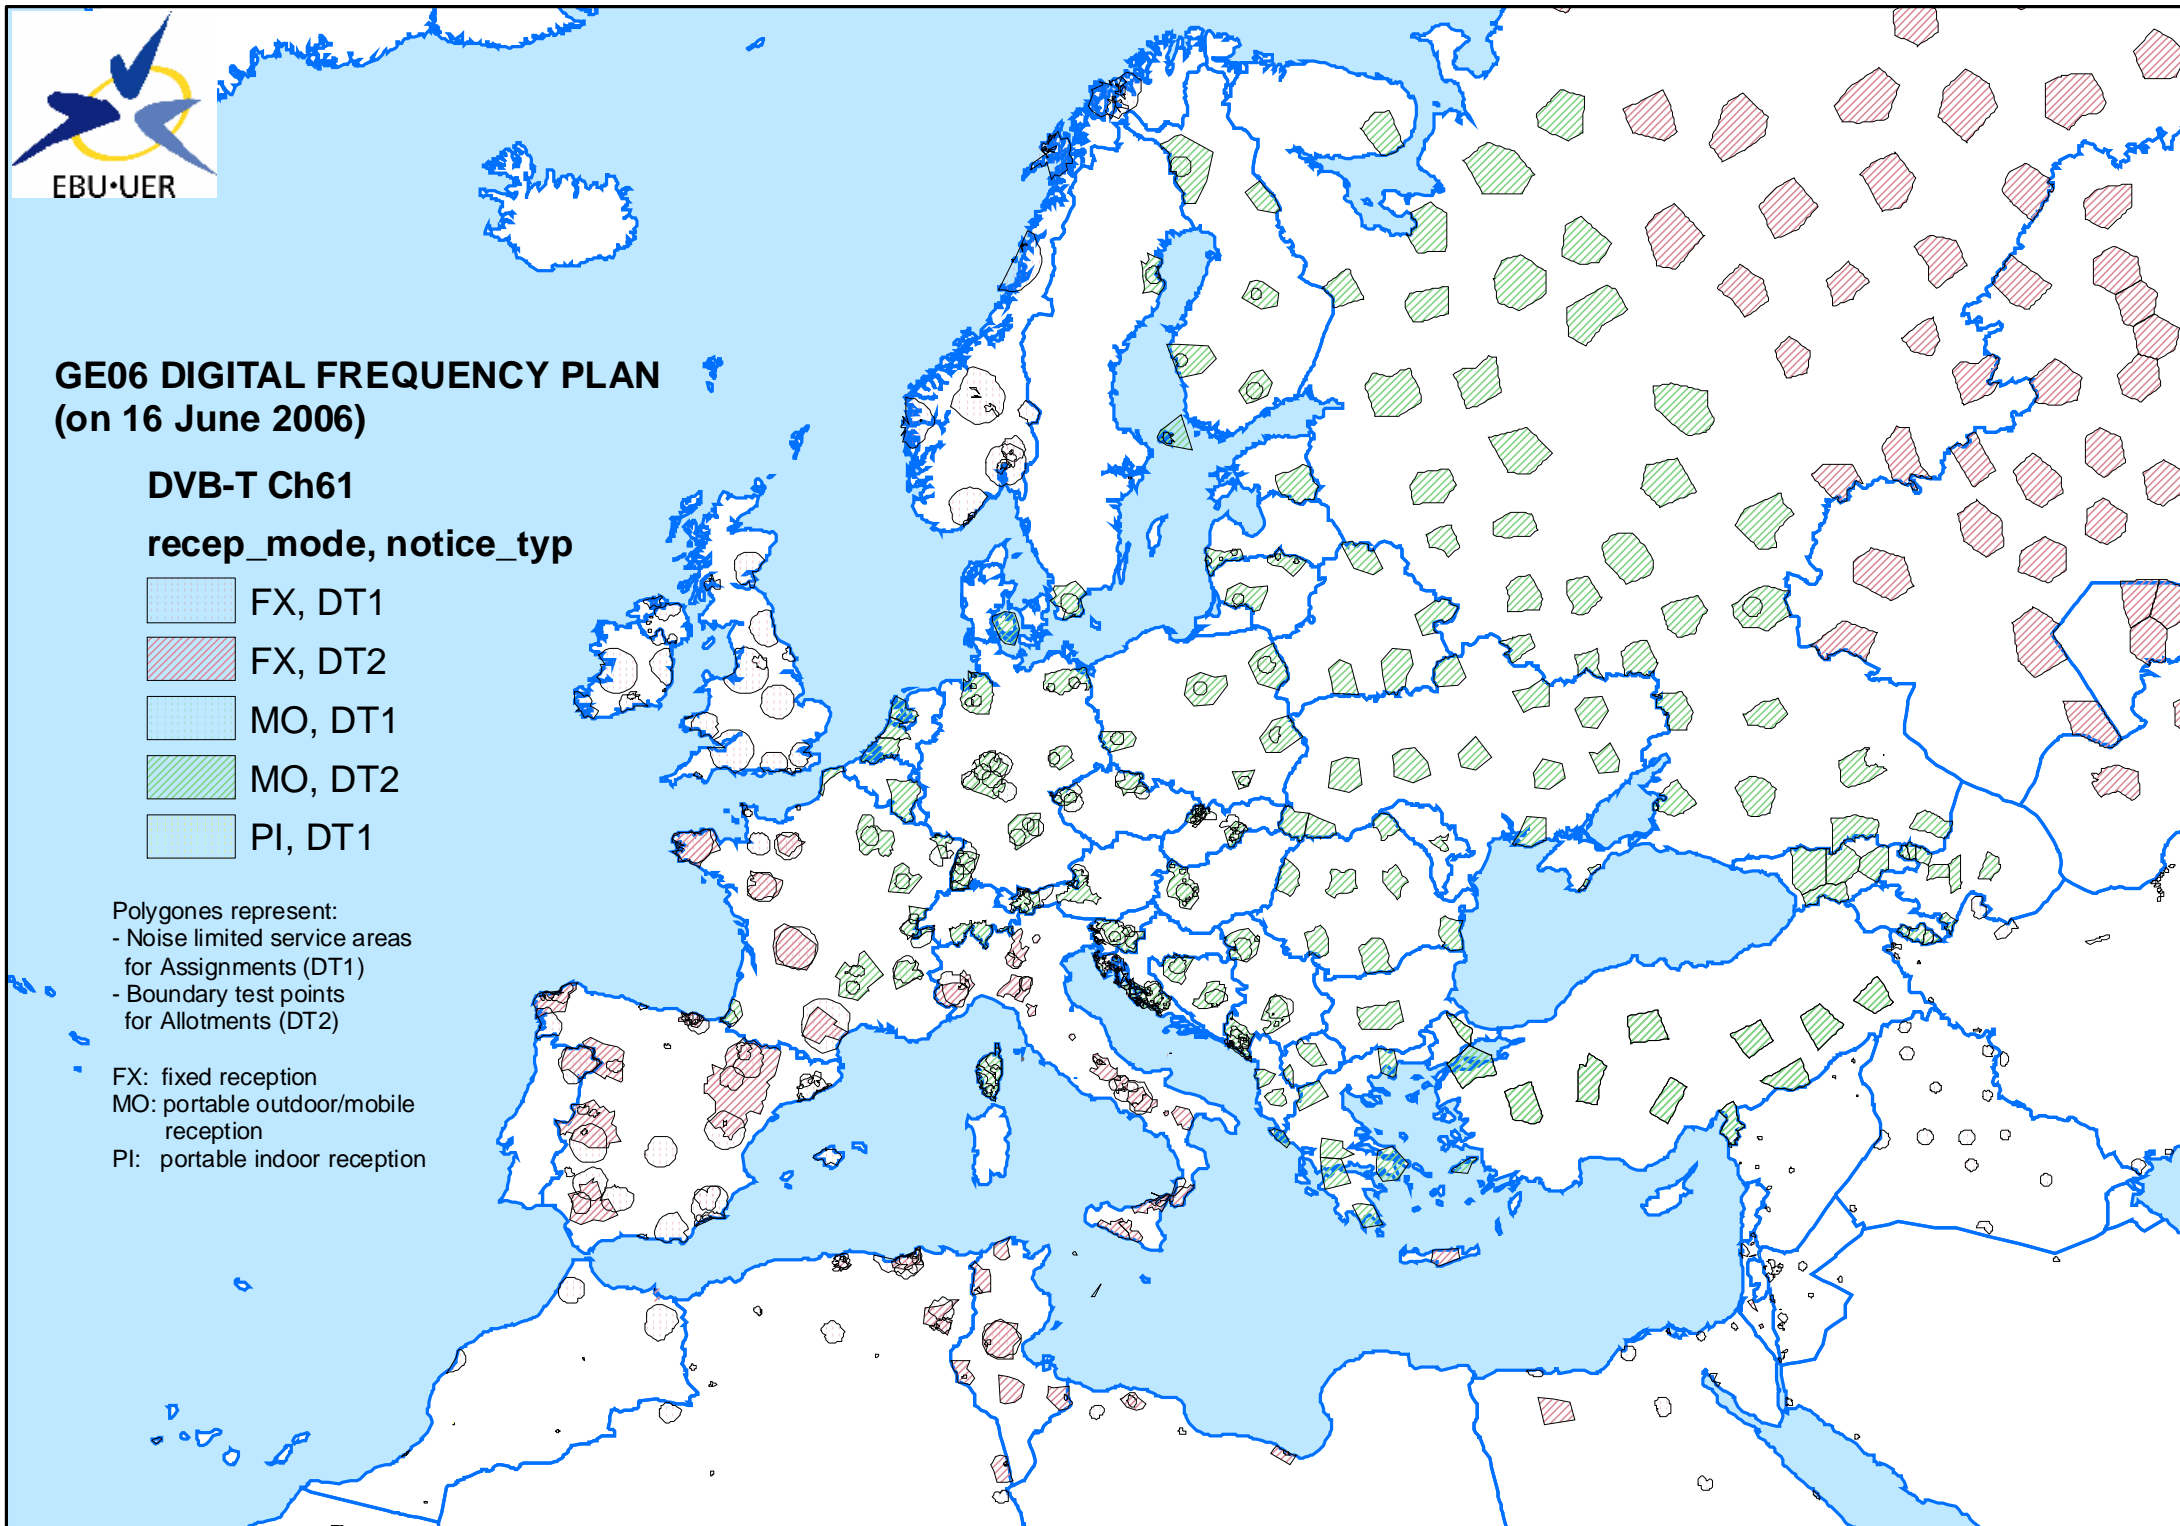 EBU•UER
GE06 DIGITAL FREQUENCY PLAN
(on 16 June 2006)
DVB-T Ch61
recep_mode, notice_typ
FX, DT1
FX, DT2
MO, DT1
MO, DT2
PI, DT1
Polygones represent:
- Noise limited service areas
for Assignments (DT1)
- Boundary test points
for Allotments (DT2)
FX: fixed reception
MO: portable outdoor/mobile
reception
PI: portable indoor reception